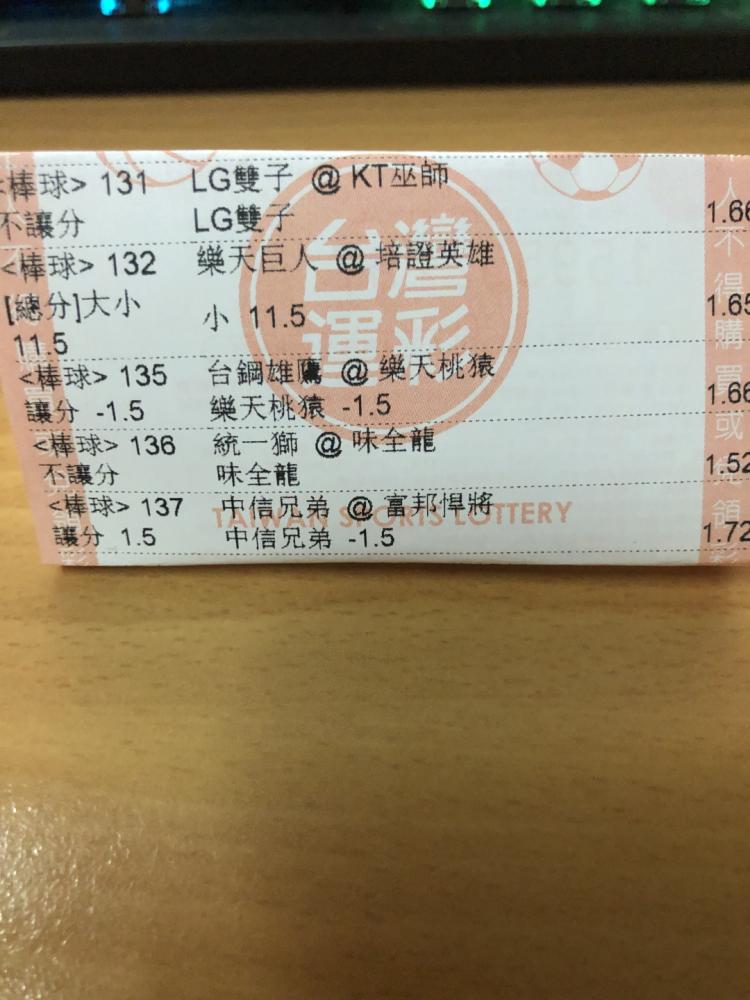 <棒球> 131 LG雙子 @ KT巫師
不讓分 LG雙子 1.66
<棒球> 132 樂天巨人 @ 培證英雄
[總分]大小 小 11.5 1.65
11.5
<棒球> 135 台鋼雄鷹 @ 樂天桃猿
讓分 -1.5 樂天桃猿 -1.5 1.66
<棒球> 136 統一獅 @ 味全龍
不讓分 味全龍 1.52
<棒球> 137 中信兄弟 @ 富邦悍將
讓分 1.5 中信兄弟 -1.5 1.72
台灣
運彩
TAIWAN SPORTS LOTTERY
人不得購買或領